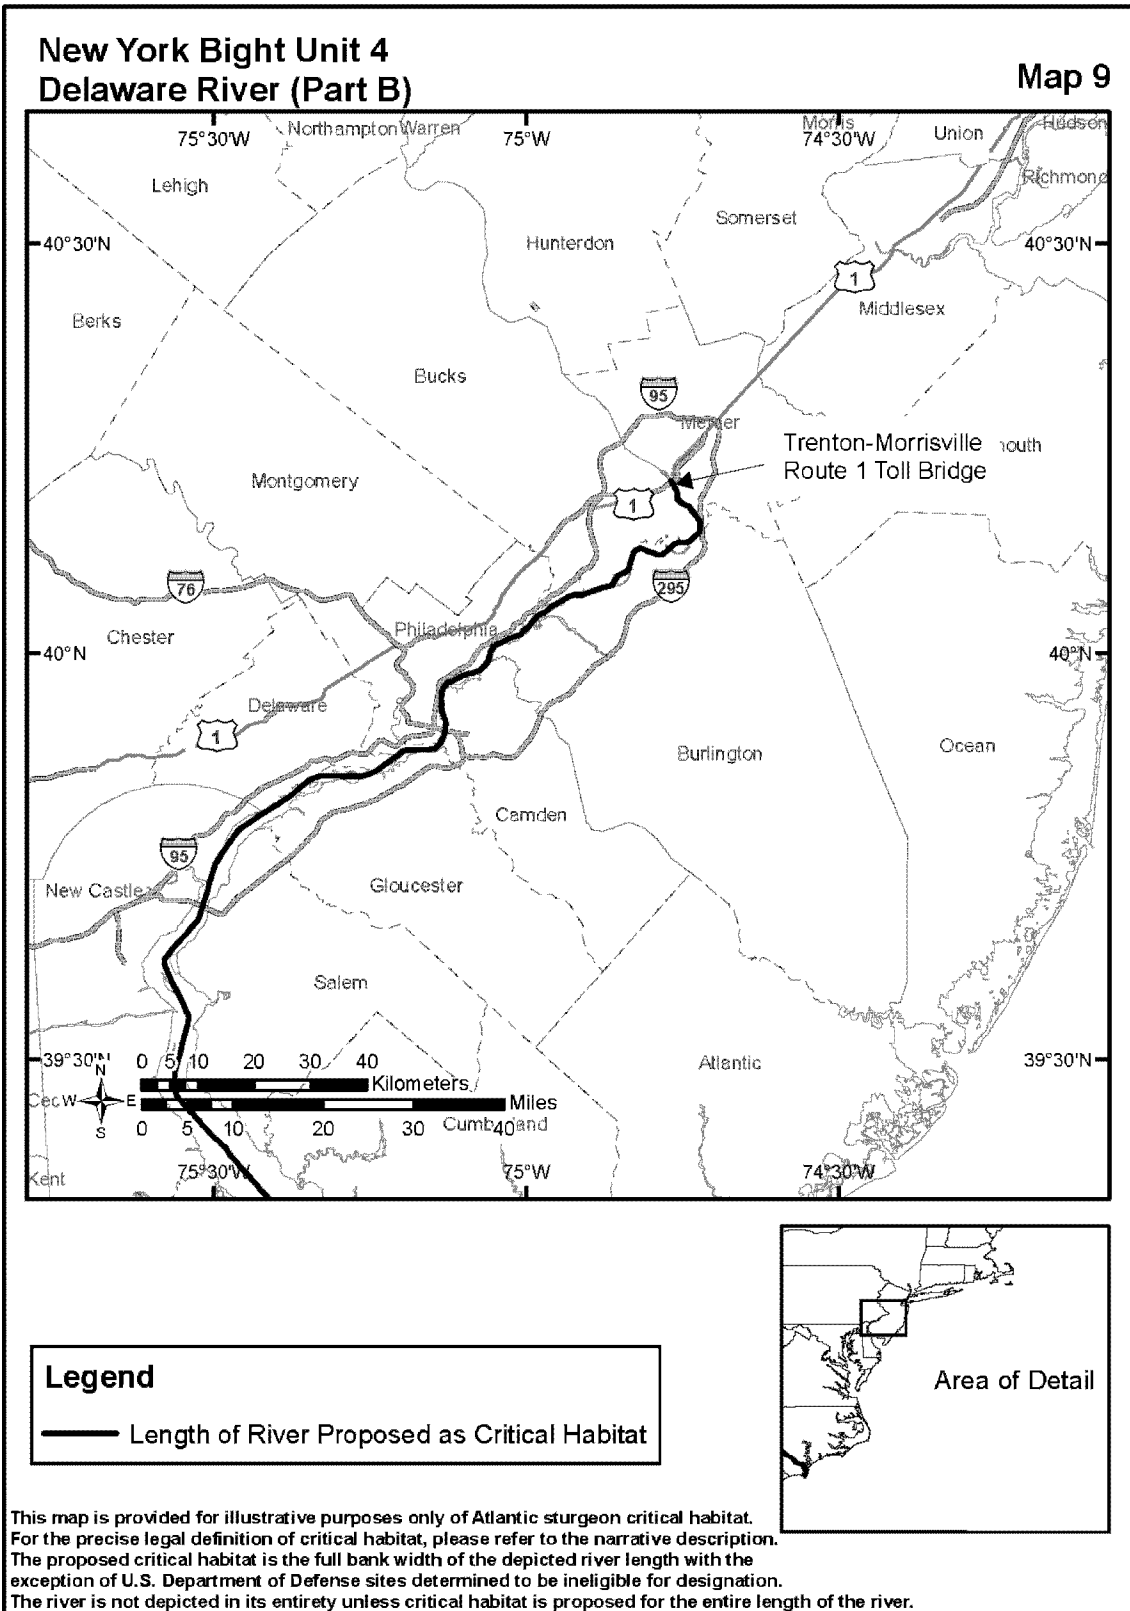 New York Bight Unit 4
Delaware River (Part B)
Map 9
75°30'W
75°W
74°30'W
Northampton
Warren
Morris
Union
Hudson
Lehigh
Richmond
Somerset
40°30'N
Hunterdon
40°30'N
1
Middlesex
Berks
Bucks
95
Mercer
Trenton-Morrisville
Route 1 Toll Bridge
outh
Montgomery
1
76
295
Chester
Philadelphia
40°N
40°N
Delaware
1
Burlington
Ocean
Camden
95
New Castle
Gloucester
Salem
39°30'N
0 5 10 20 30 40
Kilometers
Atlantic
39°30'N
N
Cec
W
E
S
Miles
0 5 10 20 30 40
Cumberland
Kent
75°30'W
75°W
74°30'W
Area of Detail
Legend
Length of River Proposed as Critical Habitat
This map is provided for illustrative purposes only of Atlantic sturgeon critical habitat.
For the precise legal definition of critical habitat, please refer to the narrative description.
The proposed critical habitat is the full bank width of the depicted river length with the
exception of U.S. Department of Defense sites determined to be ineligible for designation.
The river is not depicted in its entirety unless critical habitat is proposed for the entire length of the river.